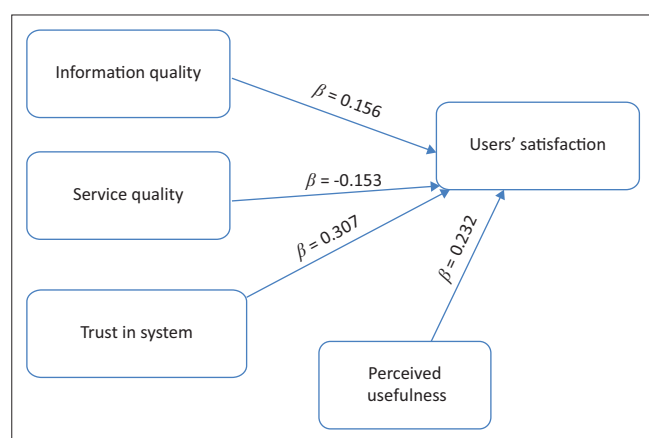 Information quality
β = 0.156
Users’ satisfaction
Service quality
β = -0.153
β = 0.307
β = 0.232
Trust in system
Perceived
usefulness